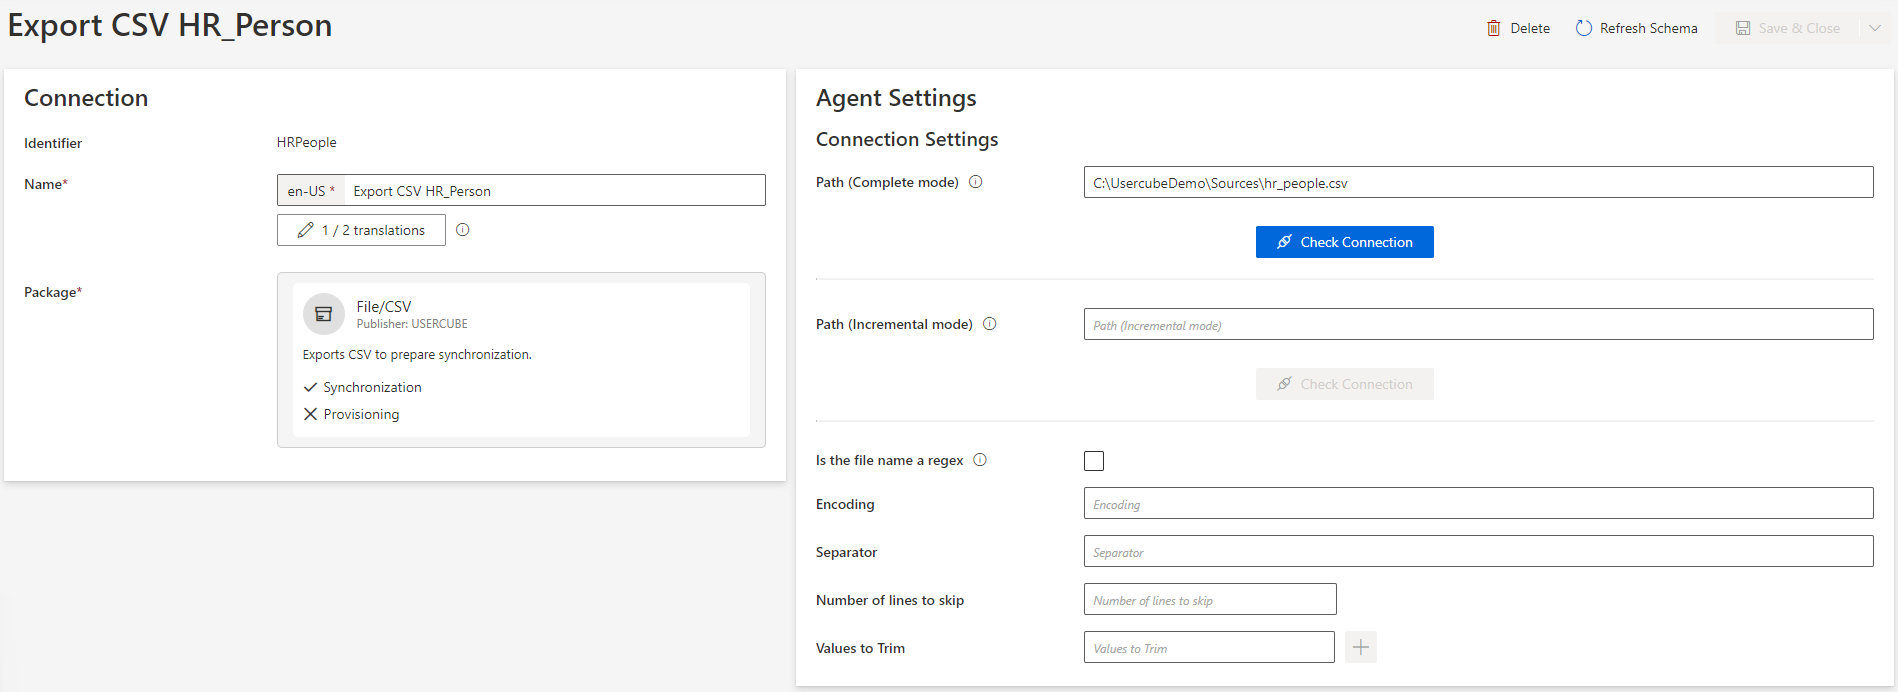 Export CSV HR_Person
Delete
Refresh Schema
Save & Close
Connection
Identifier
HRPeople
Name*
en-US *
Export CSV HR_Person
1 / 2 translations
Package*
File/CSV
Publisher: USERCUBE
Exports CSV to prepare synchronization.
Synchronization
Provisioning
Agent Settings
Connection Settings
Path (Complete mode)
C:\UsercubeDemo\Sources\hr_people.csv
Check Connection
Path (Incremental mode)
Path (Incremental mode)
Check Connection
Is the file name a regex
Encoding
Encoding
Separator
Separator
Number of lines to skip
Number of lines to skip
Values to Trim
Values to Trim